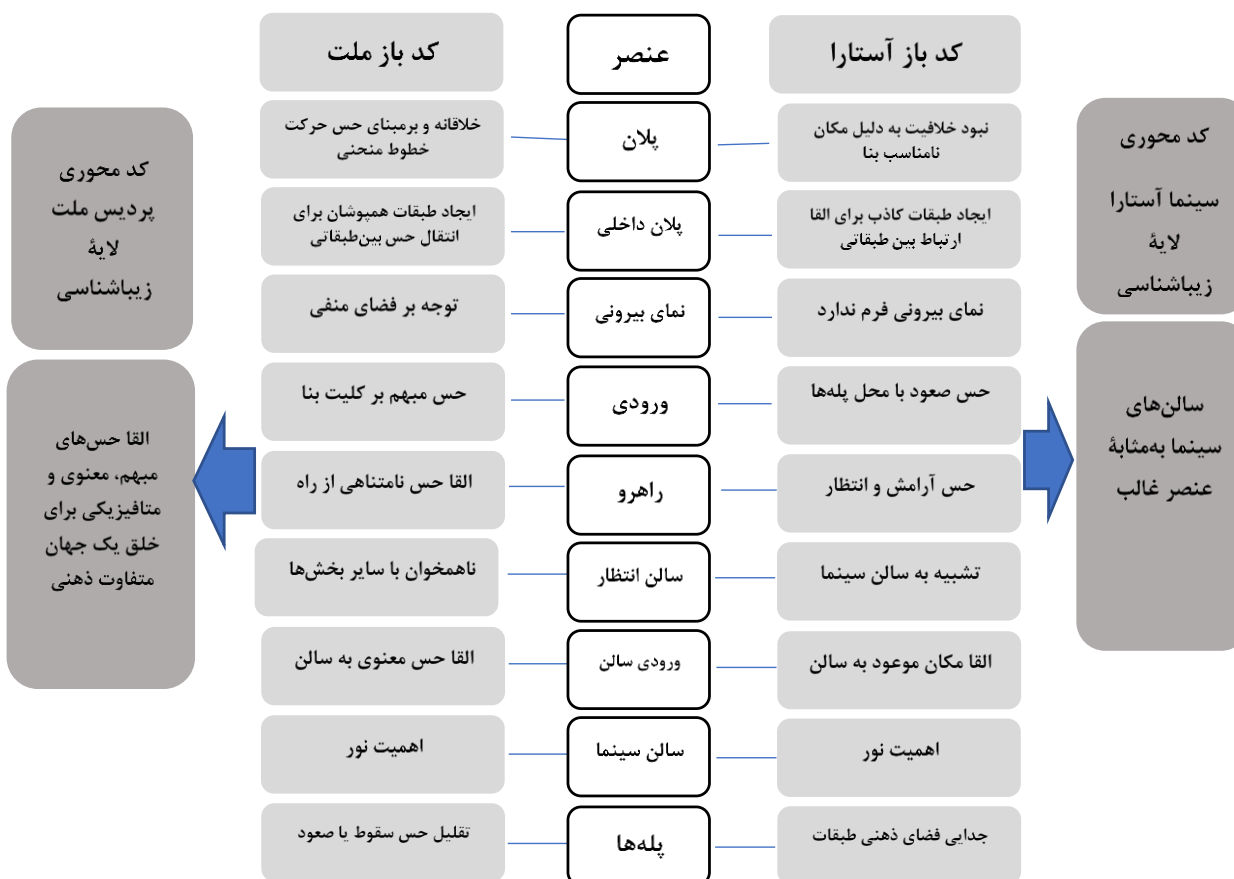 کد باز آستارا
عنصر
کد باز ملت
نبود خلاقیت به دلیل مکان
نامناسب بنا
پلان
خلاقانه و برمبنای حس حرکت
خطوط منحنی
ایجاد طبقات کاذب برای القا
ارتباط بین طبقاتی
پلان داخلی
ایجاد طبقات همپوشان برای
انتقال حس بین‌طبقاتی
نمای بیرونی فرم ندارد
نمای بیرونی
توجه بر فضای منفی
حس صعود با محل پله‌ها
ورودی
حس مبهم بر کلیت بنا
حس آرامش و انتظار
راهرو
القا حس نامتناهی از راه
تشبیه به سالن سینما
سالن انتظار
ناهمخوان با سایر بخش‌ها
القا مکان موعود به سالن
ورودی سالن
القا حس معنوی به سالن
اهمیت نور
سالن سینما
اهمیت نور
جدایی فضای ذهنی طبقات
پله‌ها
تقلیل حس سقوط یا صعود
کد محوری
سینما آستارا
لایۀ
زیباشناسی
سالن‌های
سینما به‌مثابۀ
عنصر غالب
کد محوری
پردیس ملت
لایۀ
زیباشناسی
القا حس‌های
مبهم، معنوی و
متافیزیکی برای
خلق یک جهان
متفاوت ذهنی